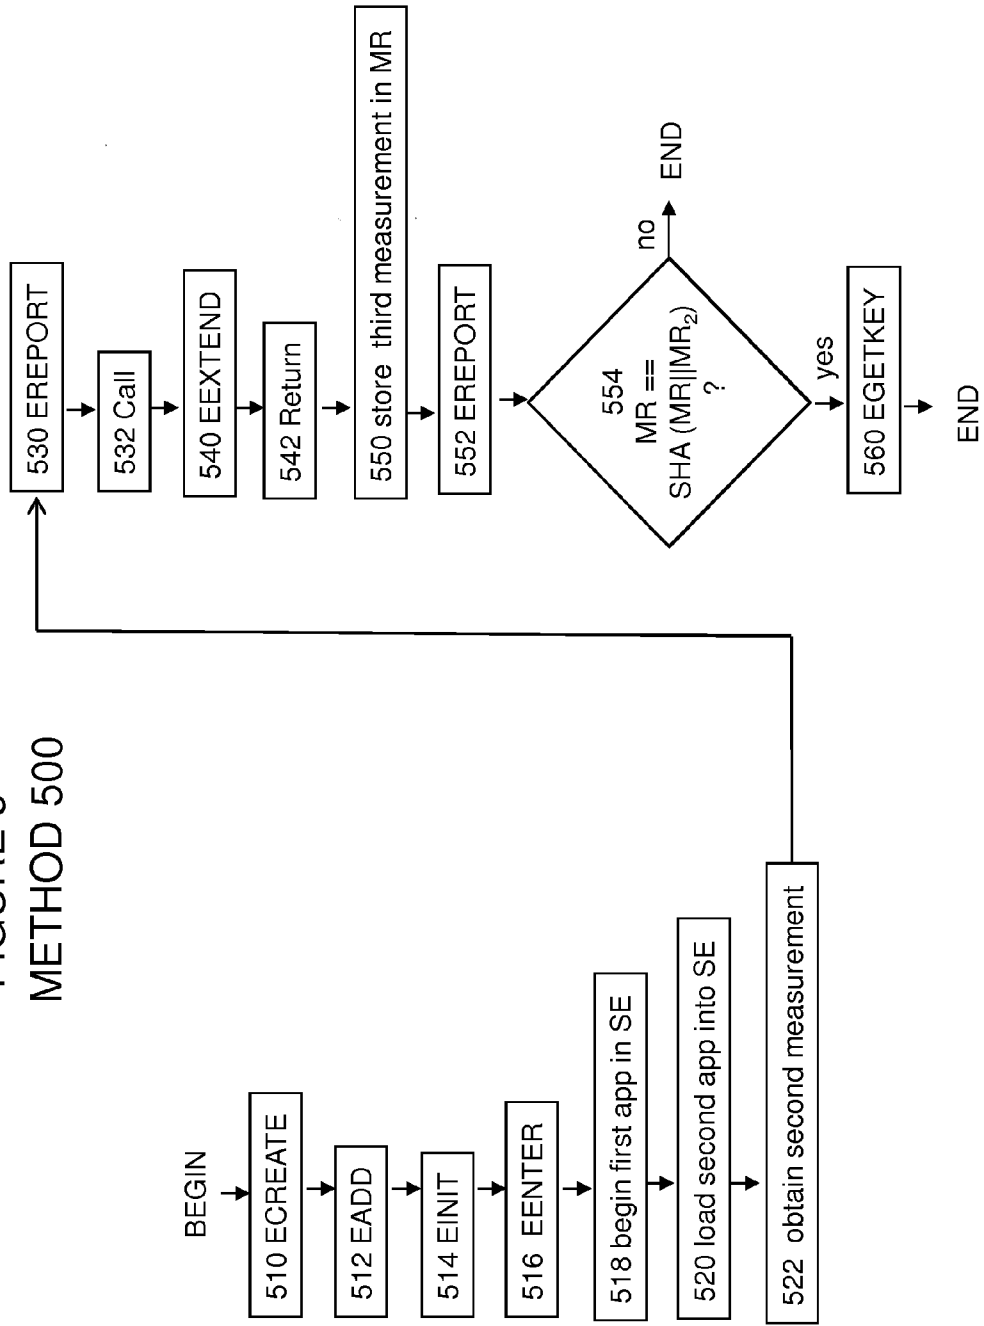 METHOD 500
BEGIN
510 ECREATE
512 EADD
514 EINIT
516 EENTER
518 begin first app in SE
520 load second app into SE
522 obtain second measurement
530 EREPORT
532 Call
540 EEXTEND
542 Return
550 store third measurement in MR
552 EREPORT
554
MR ==
SHA (MR||MR₂)
?
no
END
yes
560 EGETKEY
END